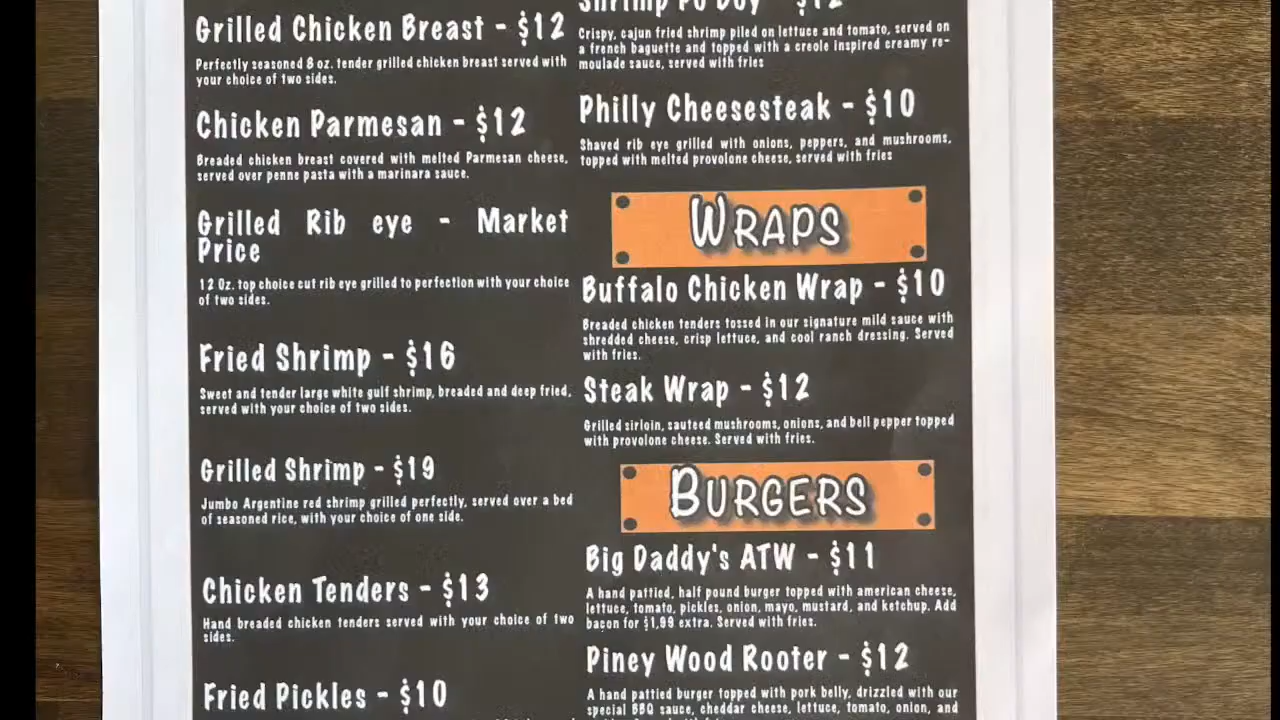 Grilled Chicken Breast - $12
Perfectly seasoned 8 oz. tender grilled chicken breast served with
your choice of two sides.
Chicken Parmesan - $12
Breaded chicken breast covered with melted Parmesan cheese,
served over penne pasta with a marinara sauce.
Grilled Rib eye - Market
Price
12 Oz. top choice cut rib eye grilled to perfection with your choice
of two sides.
Fried Shrimp - $16
Sweet and tender large white gulf shrimp, breaded and deep fried,
served with your choice of two sides.
Grilled Shrimp - $19
Jumbo Argentine red shrimp grilled perfectly, served over a bed
of seasoned rice, with your choice of one side.
Chicken Tenders - $13
Hand breaded chicken tenders served with your choice of two
sides.
Fried Pickles - $10
Shrimp Po Boy - $12
Crispy, cajun fried shrimp piled on lettuce and tomato, served on
a french baguette and topped with a creole inspired creamy re-
moulade sauce, served with fries
Philly Cheesesteak - $10
Shaved rib eye grilled with onions, peppers, and mushrooms,
topped with melted provolone cheese, served with fries
WRAPS
Buffalo Chicken Wrap - $10
Breaded chicken tenders tossed in our signature mild sauce with
shredded cheese, crisp lettuce, and cool ranch dressing. Served
with fries.
Steak Wrap - $12
Grilled sirloin, sauteed mushrooms, onions, and bell pepper topped
with provolone cheese. Served with fries.
BURGERS
Big Daddy's ATW - $11
A hand pattied, half pound burger topped with american cheese,
lettuce, tomato, pickles, onion, mayo, mustard, and ketchup. Add
bacon for $1.99 extra. Served with fries.
Piney Wood Rooter - $12
A hand pattied burger topped with pork belly, drizzled with our
special BBQ sauce, cheddar cheese, lettuce, tomato, onion, and